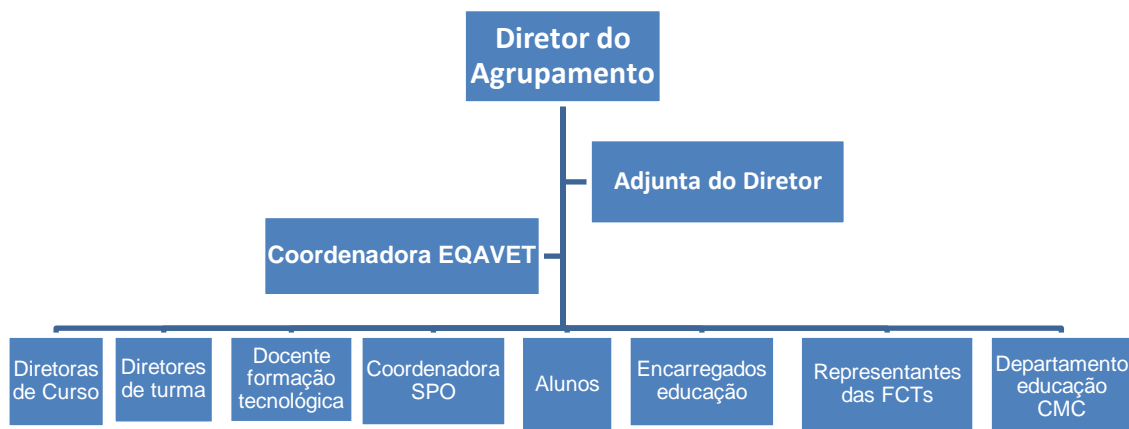 Diretor do
Agrupamento
Adjunta do Diretor
Coordenadora EQAVET
Diretoras
de Curso
Diretores
de turma
Docente
formação
tecnológica
Coordenadora
SPO
Alunos
Encarregados
educação
Representantes
das FCTs
Departamento
educação
CMC